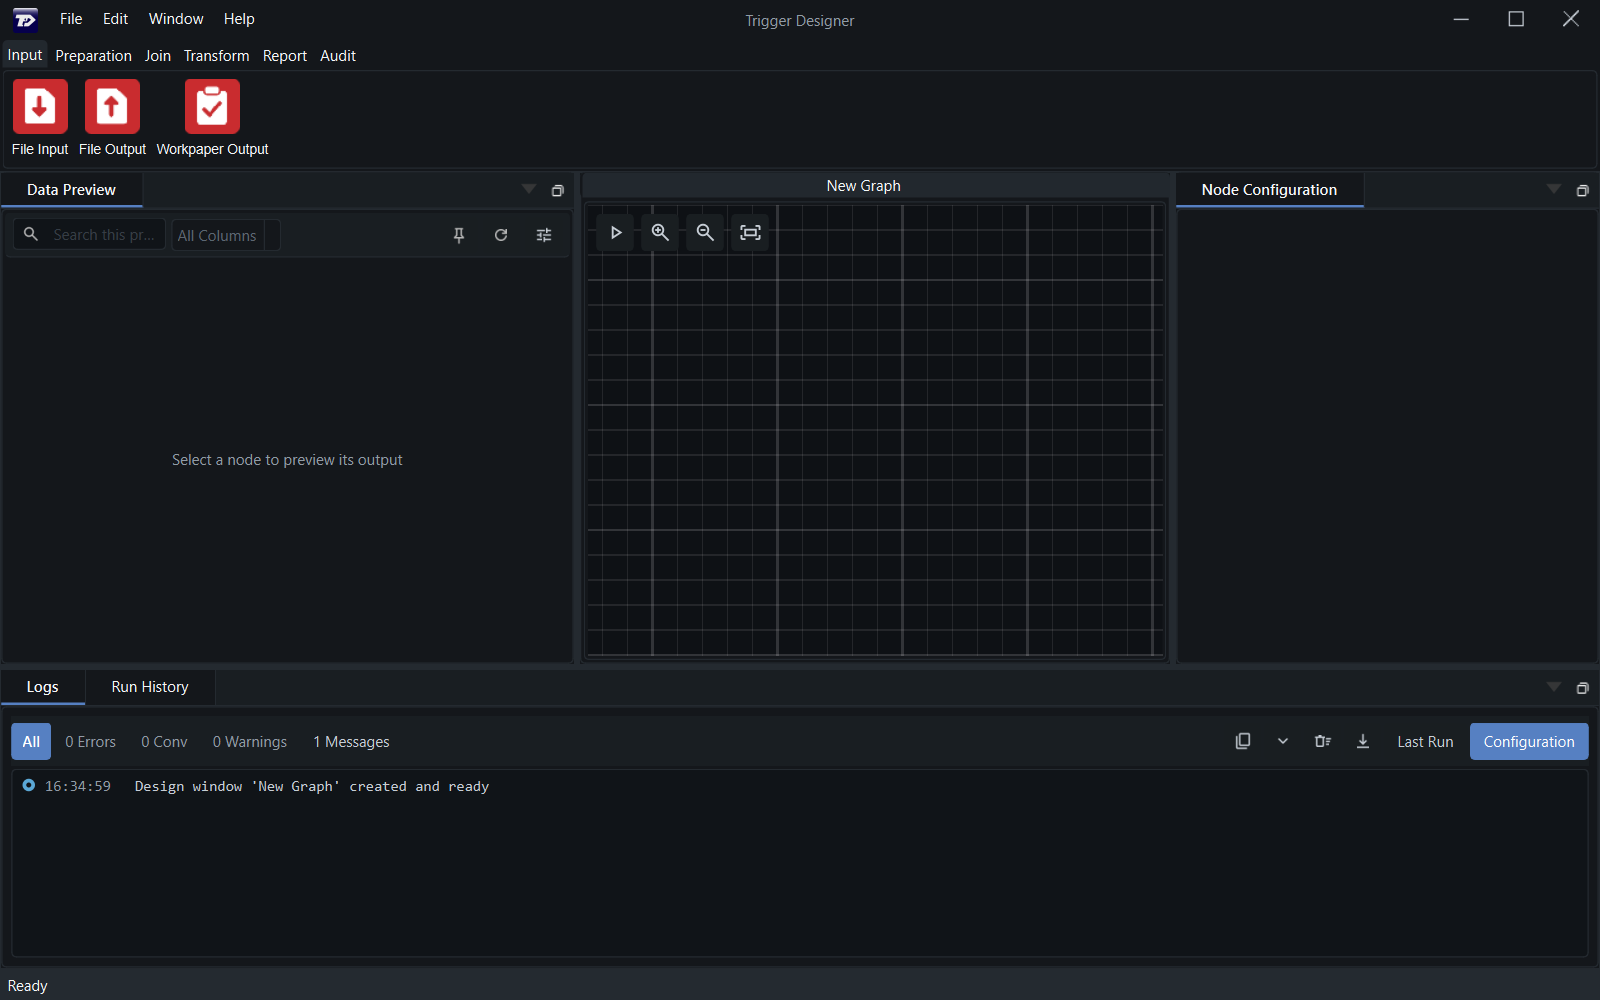 File Edit Window Help
Trigger Designer
Input Preparation Join Transform Report Audit
File Input File Output Workpaper Output
Data Preview
New Graph
Node Configuration
Search this pr... All Columns
Select a node to preview its output
Logs Run History
All 0 Errors 0 Conv 0 Warnings 1 Messages Last Run Configuration
16:34:59 Design window 'New Graph' created and ready
Ready